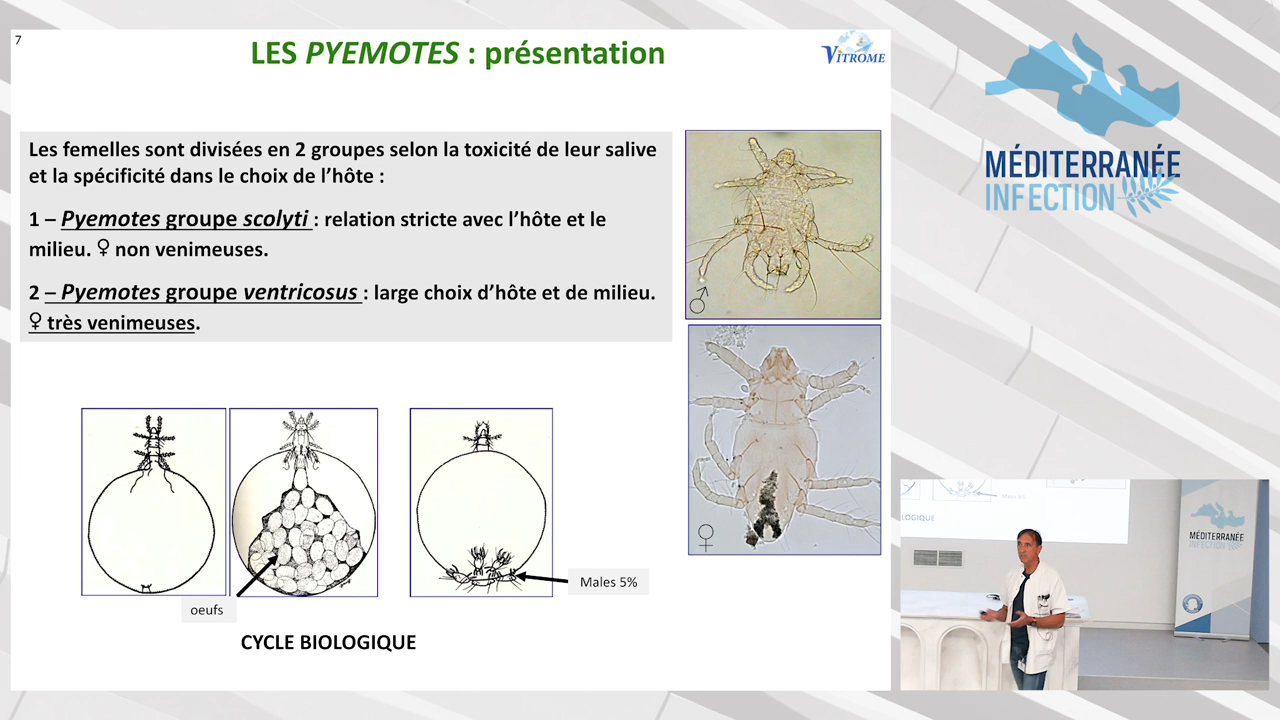 7
LES PYEMOTES : présentation
VITROME
Les femelles sont divisées en 2 groupes selon la toxicité de leur salive
et la spécificité dans le choix de l’hôte :
1 – Pyemotes groupe scolyti : relation stricte avec l’hôte et le
milieu. ♀ non venimeuses.
2 – Pyemotes groupe ventricosus : large choix d’hôte et de milieu.
♀ très venimeuses.
♂
♀
oeufs
Males 5%
CYCLE BIOLOGIQUE
MÉDITERRANÉE
INFECTION
LOGIQUE
MÉDITERRANÉE
INFECTION